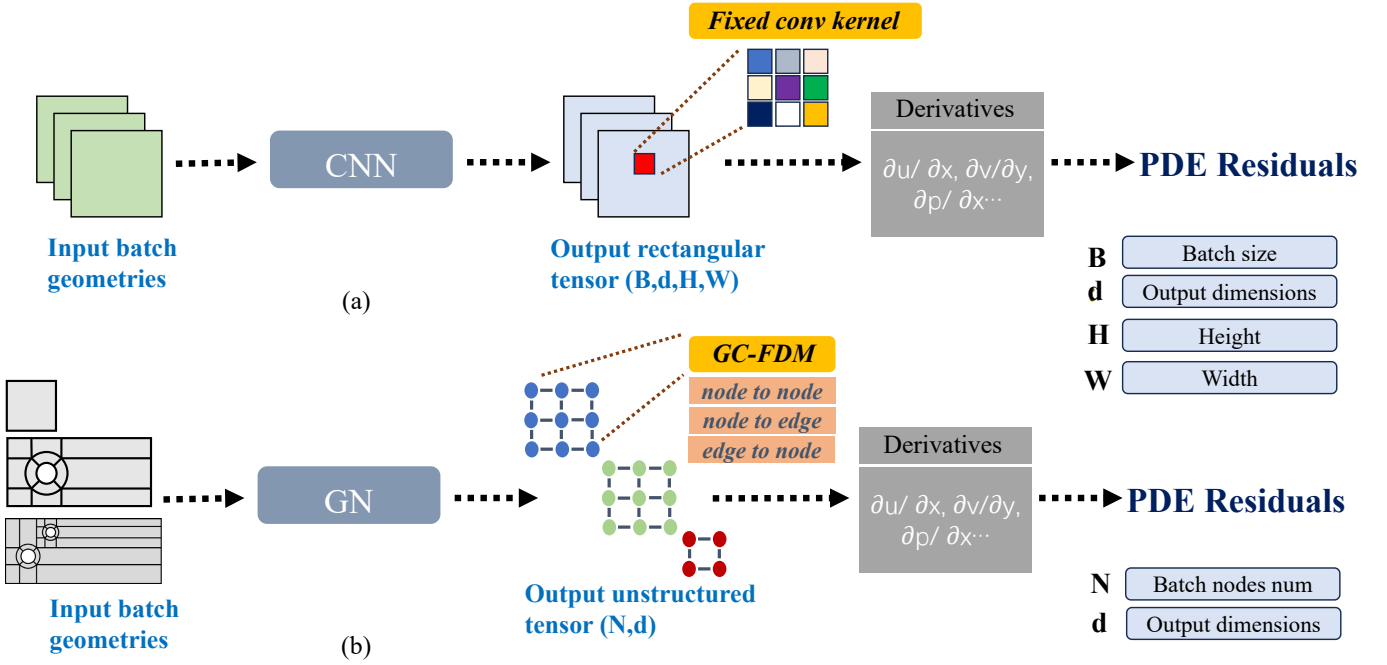 Fixed conv kernel
CNN
Derivatives
∂u/ ∂x, ∂v/∂y,
∂p/ ∂x···
PDE Residuals
Input batch
geometries
Output rectangular
tensor (B,d,H,W)
(a)
B Batch size
d Output dimensions
H Height
W Width
GC-FDM
node to node
node to edge
edge to node
GN
Derivatives
∂u/ ∂x, ∂v/∂y,
∂p/ ∂x···
PDE Residuals
Input batch
geometries
Output unstructured
tensor (N,d)
(b)
N Batch nodes num
d Output dimensions